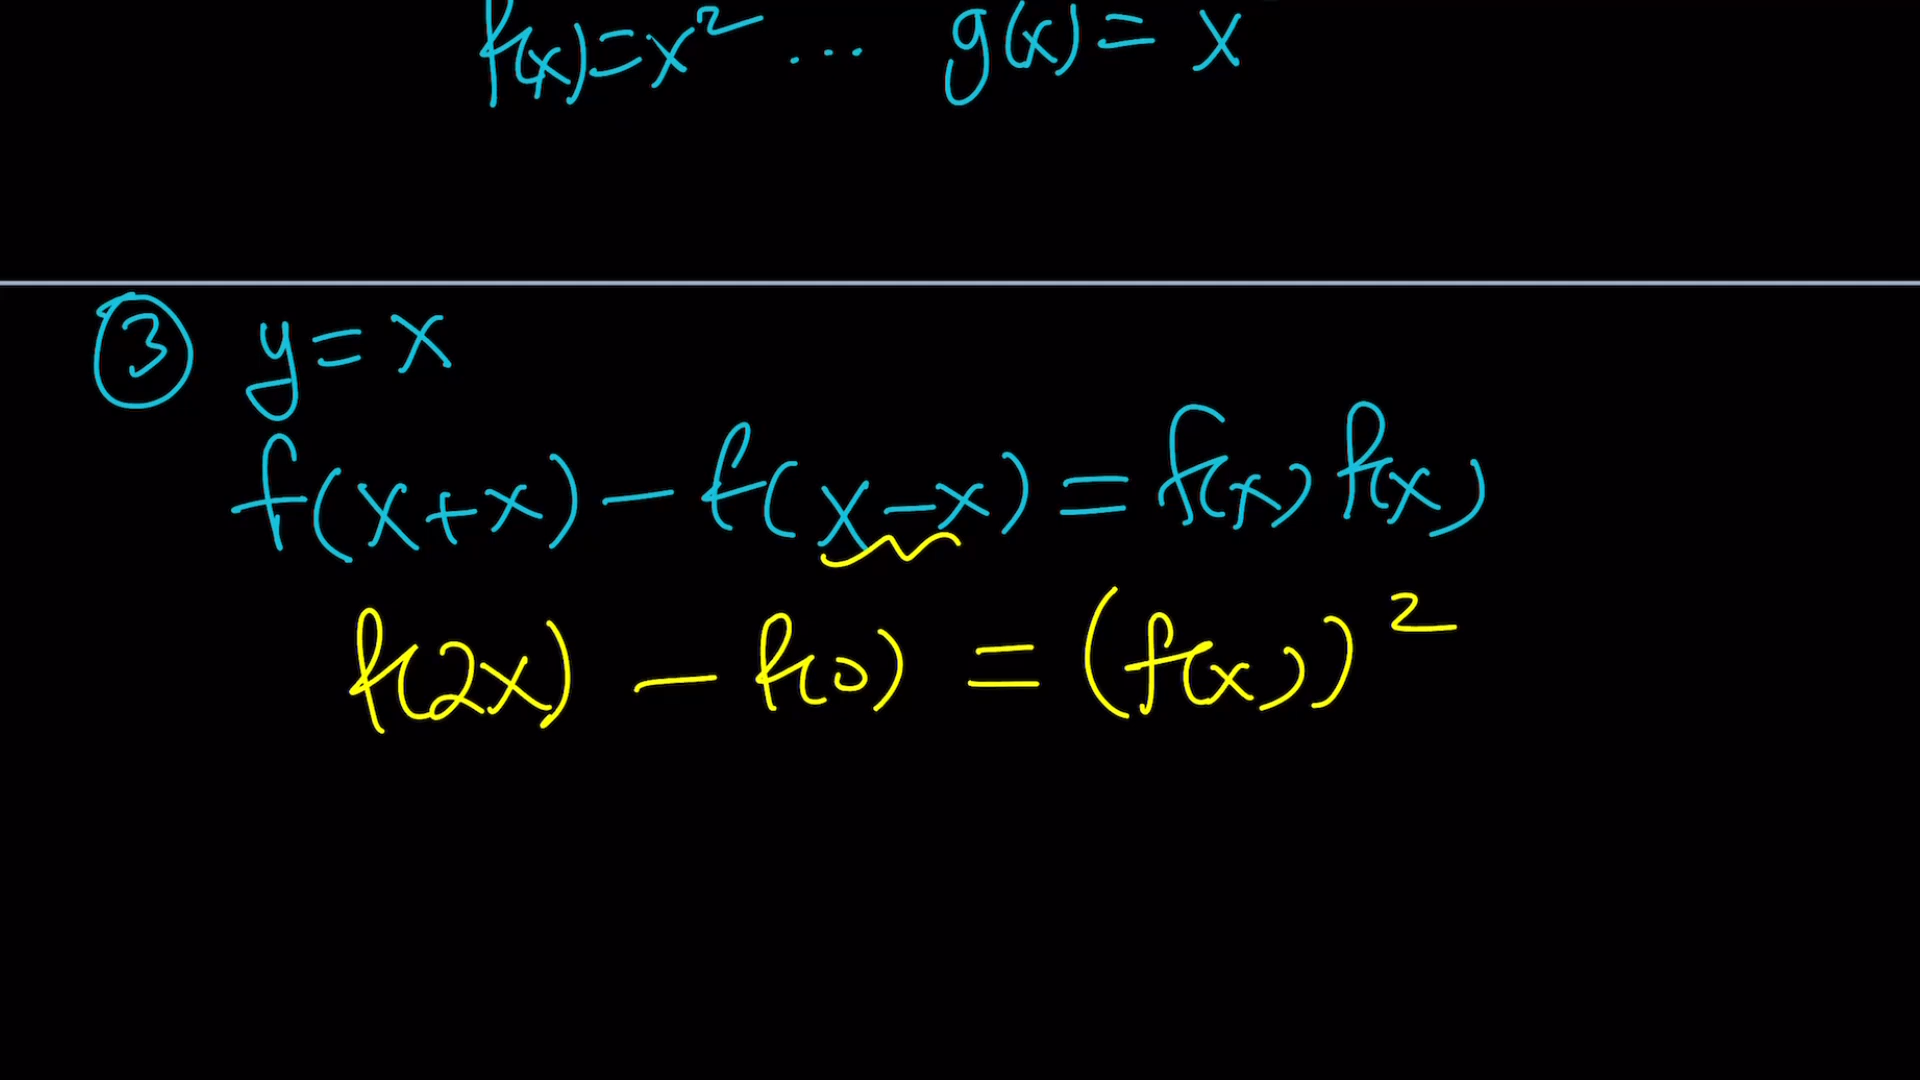 f(x)=x² ... g(x)=x
③ y=x
f(x+x)-f(x-x)=f(x)f(x)
f(2x)-f(0)=(f(x))²